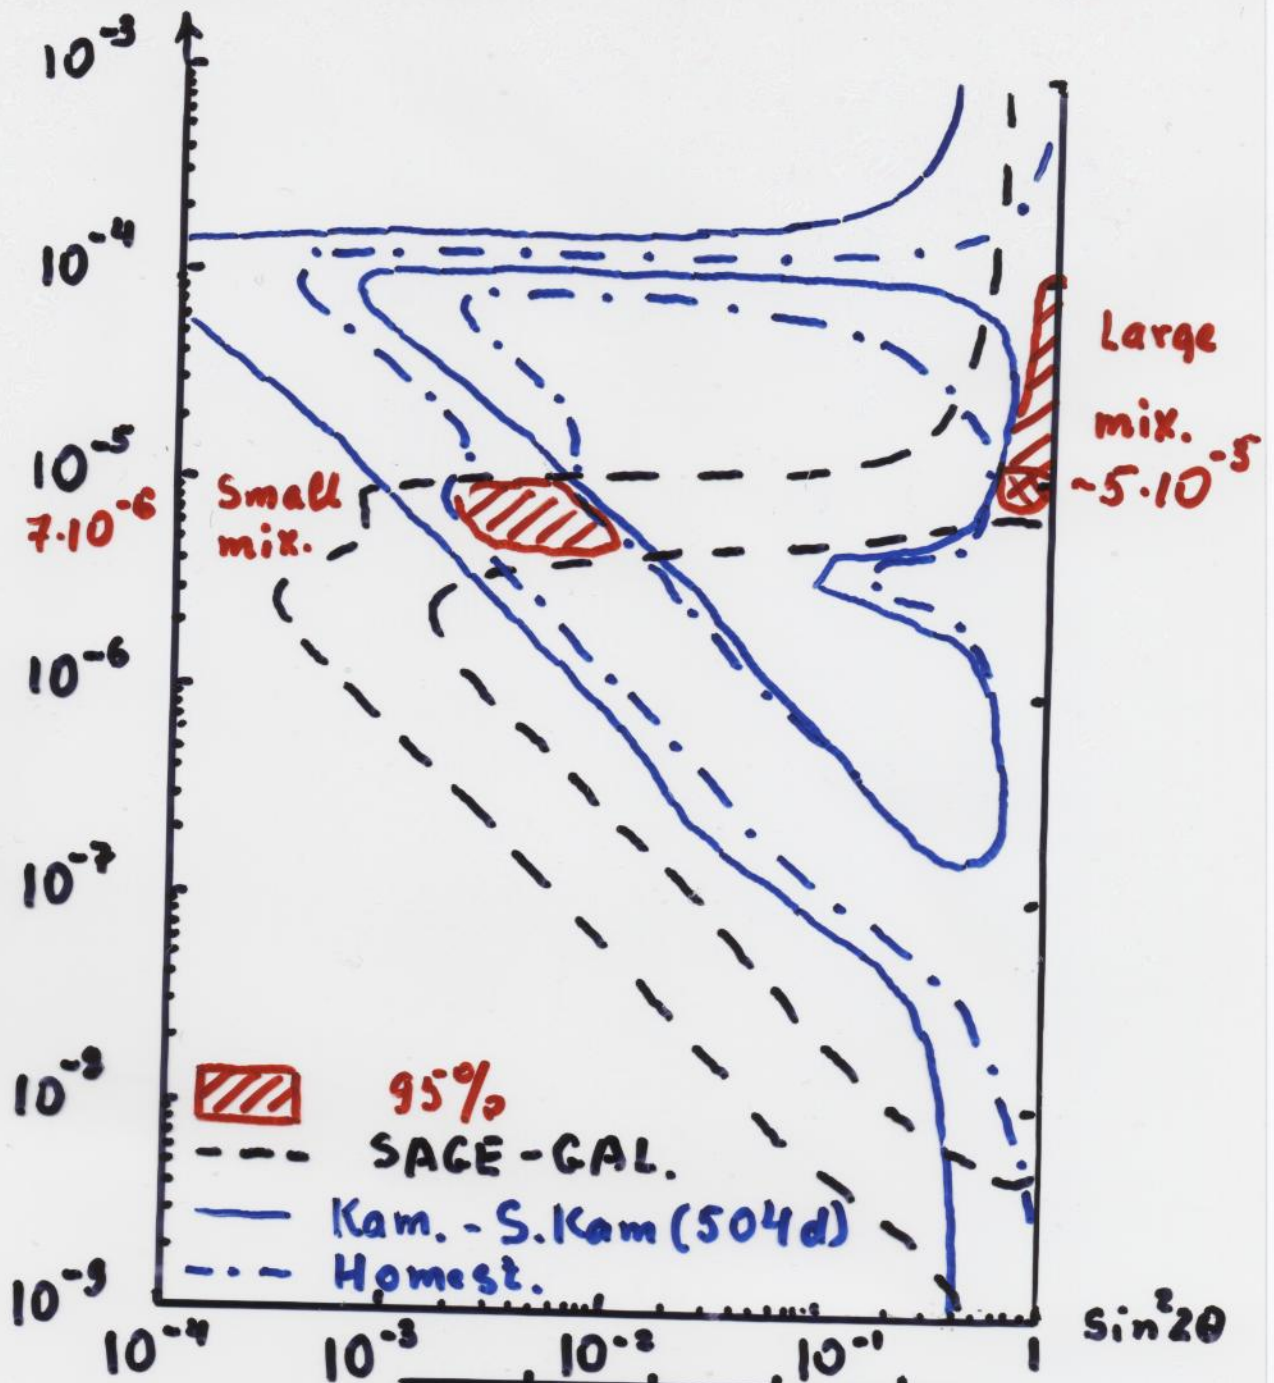 10⁻³
10⁻⁴
Large
mix.
10⁻⁵
~5·10⁻⁵
Small
mix.
7·10⁻⁶
10⁻⁶
10⁻⁷
10⁻⁸
95%
SAGE-GAL.
Kam.-S.Kam(504d)
Homest.
10⁻⁹
sin²2θ
10⁻⁴ 10⁻³ 10⁻² 10⁻¹ 1